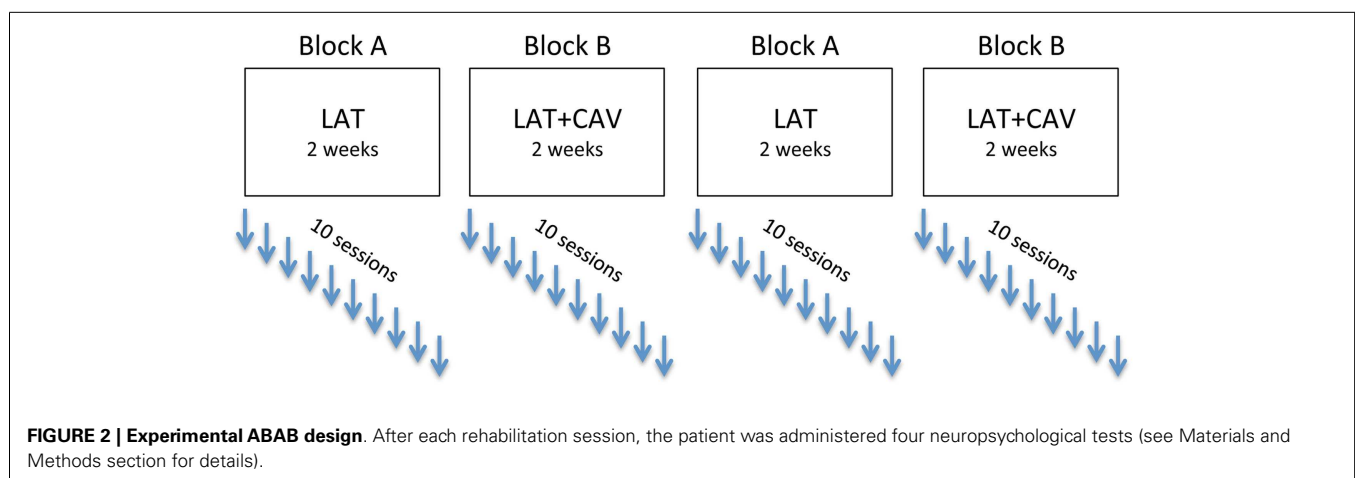 Block A
Block B
Block A
Block B
LAT
2 weeks
LAT+CAV
2 weeks
LAT
2 weeks
LAT+CAV
2 weeks
10 sessions
10 sessions
10 sessions
10 sessions
FIGURE 2 | Experimental ABAB design. After each rehabilitation session, the patient was administered four neuropsychological tests (see Materials and
Methods section for details).